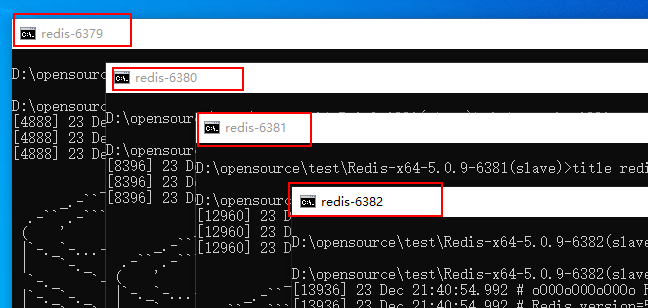 redis-6379
D:\opensource
redis-6380
D:\
[4888] 23 De
[4888] 23 De
[4888] 23 De
D:\opensource
redis-6381
D:\
[8396] 23 D
[8396] 23 D
[8396] 23 D
D:\opensource\test\Redis-x64-5.0.9-6381(slave)>title redi
redis-6382
D:\opensource
[12960] 23 D
[12960] 23 D
[12960] 23 D
D:\opensource\test\Redis-x64-5.0.9-6382(slave
D:\opensource\test\Redis-x64-5.0.9-6382(slave
[13936] 23 Dec 21:40:54.992 # oO0OoO0OoO0Oo R
[13936] 23 Dec 21:40:54.992 # Redis version=5